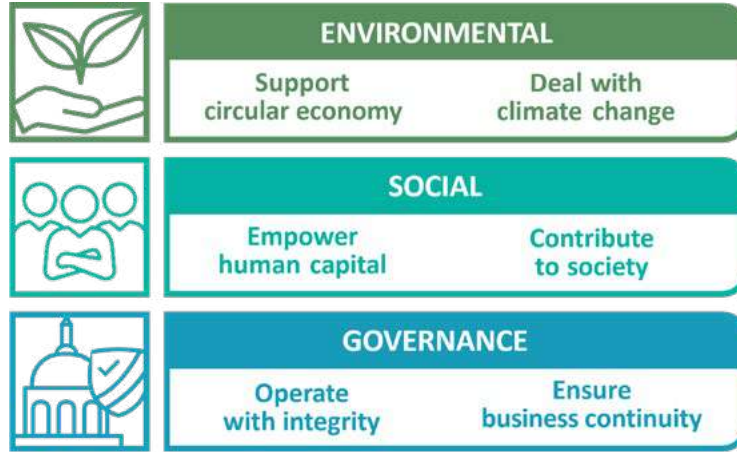 ENVIRONMENTAL
Support
circular economy
Deal with
climate change
SOCIAL
Empower
human capital
Contribute
to society
GOVERNANCE
Operate
with integrity
Ensure
business continuity